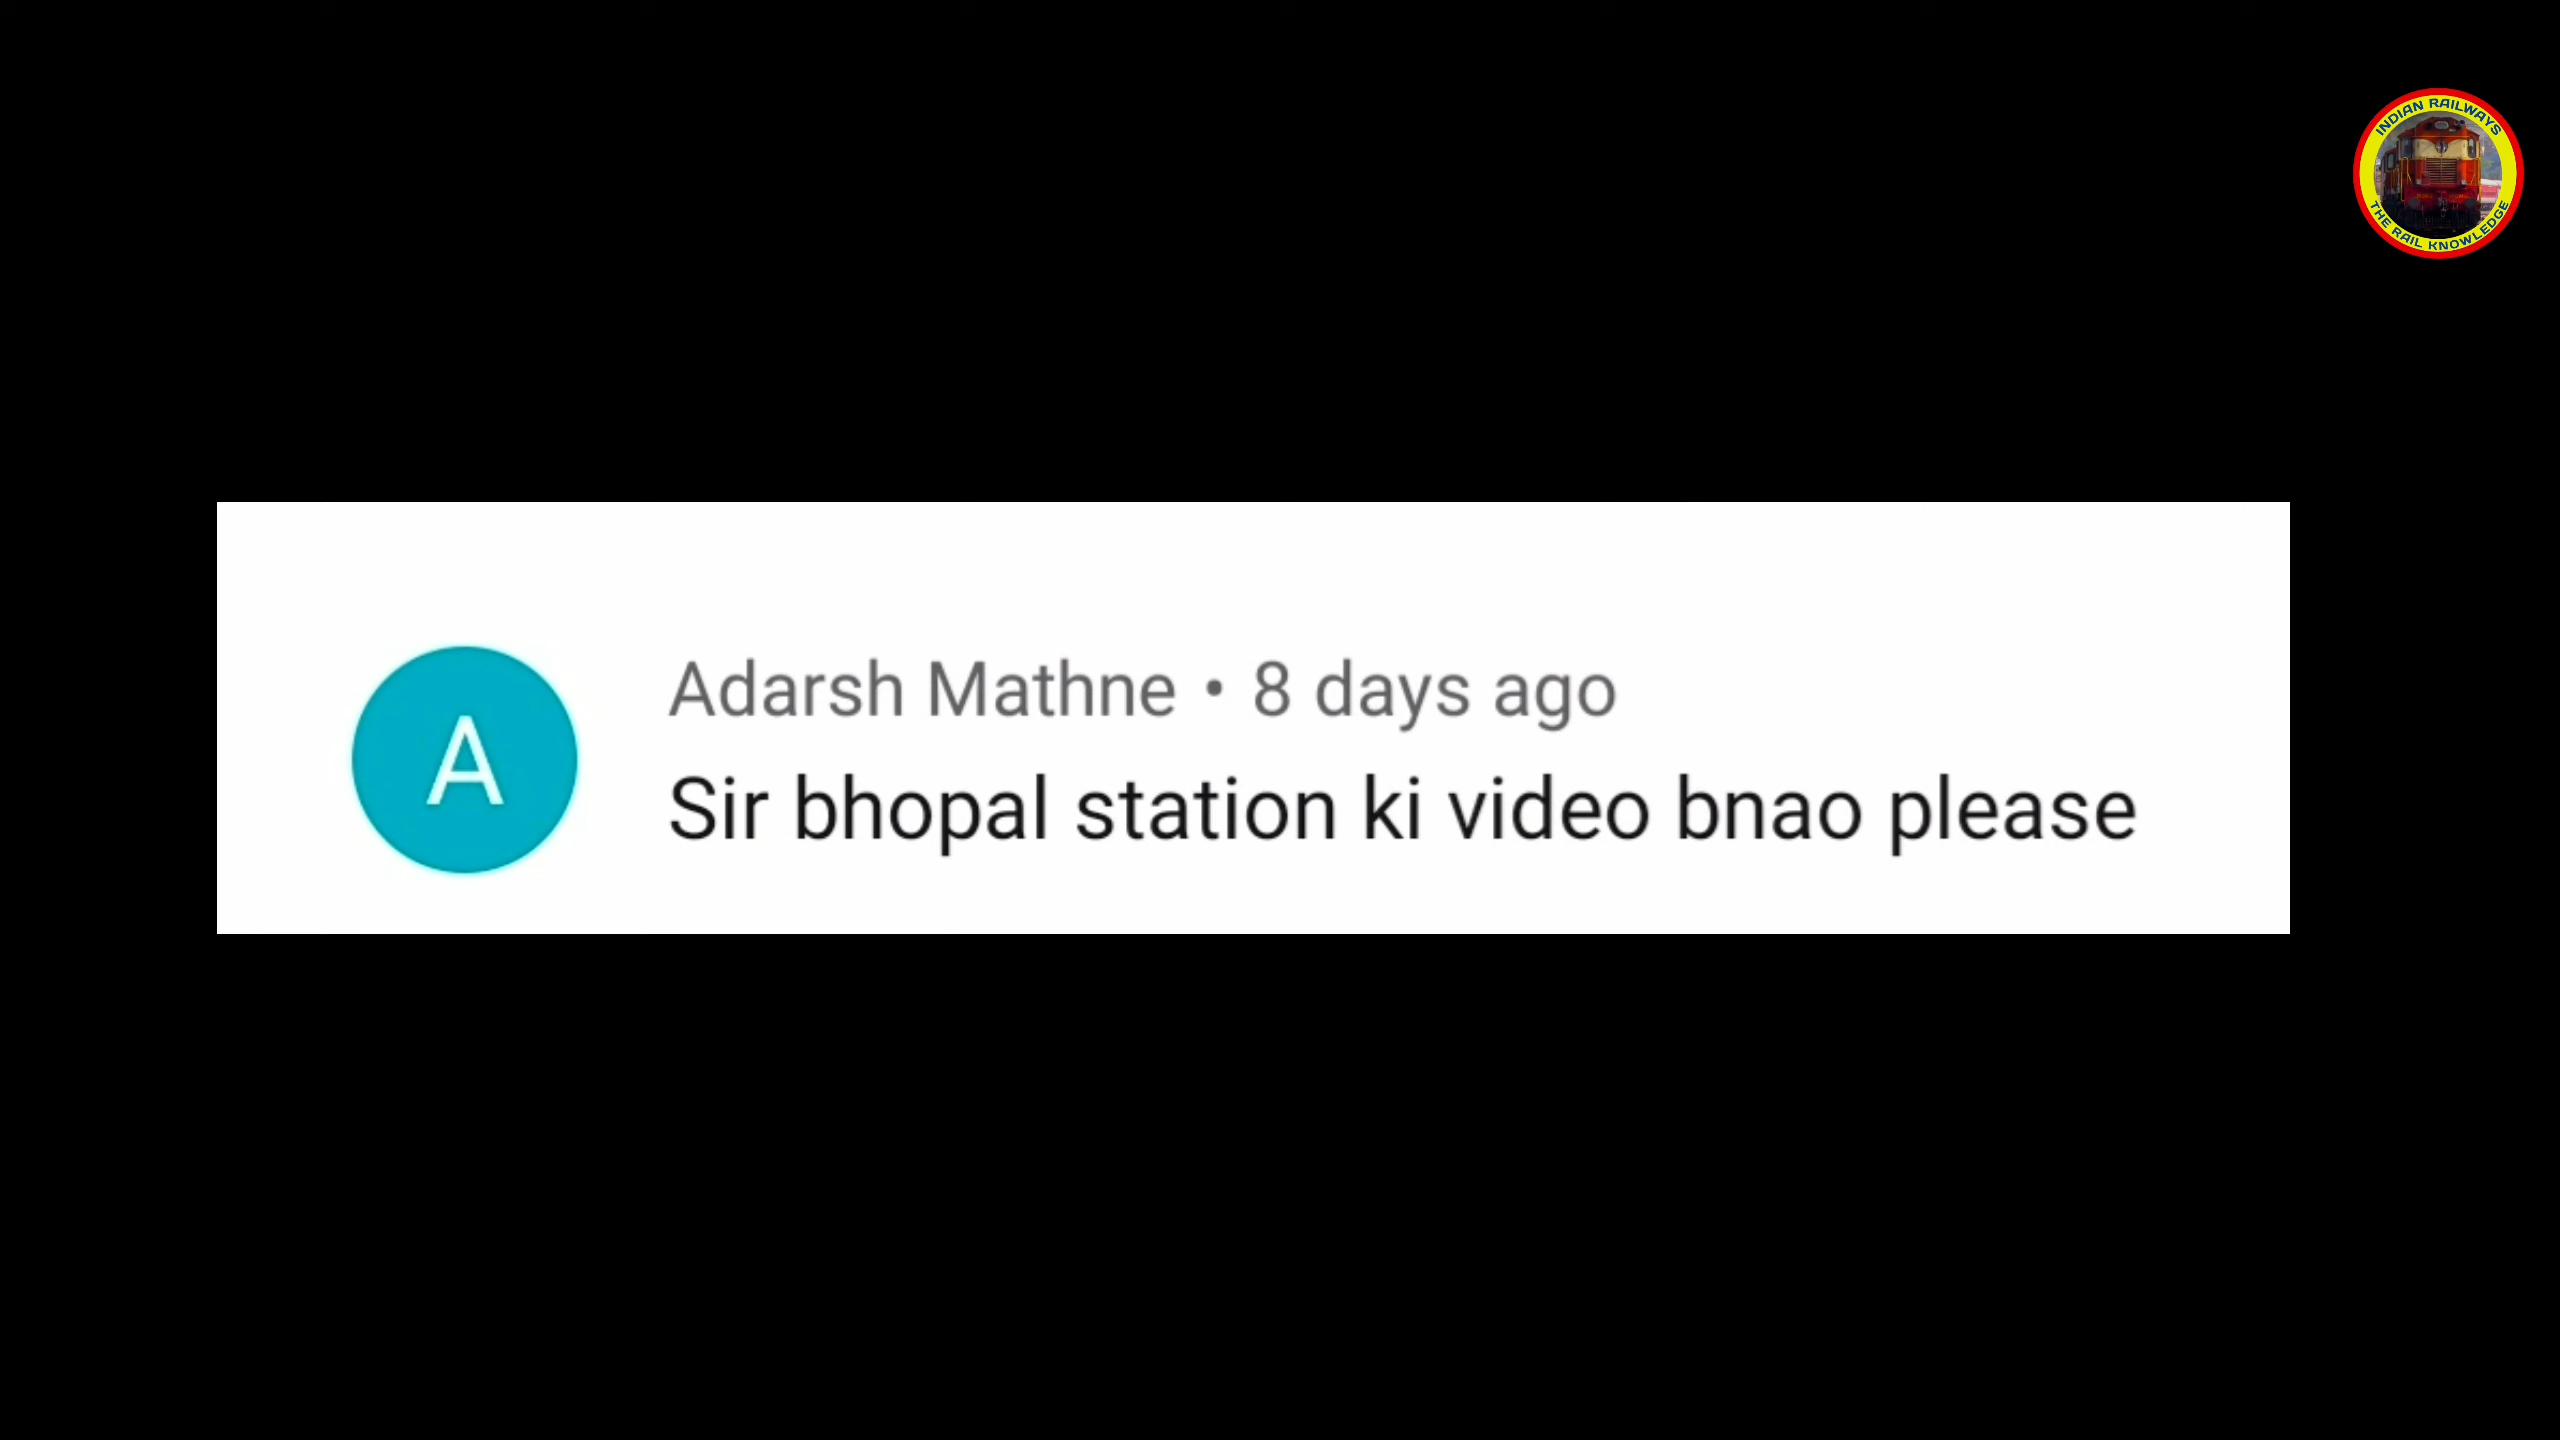 INDIAN RAILWAYS
THE RAIL KNOWLEDGE
A
Adarsh Mathne • 8 days ago
Sir bhopal station ki video bnao please